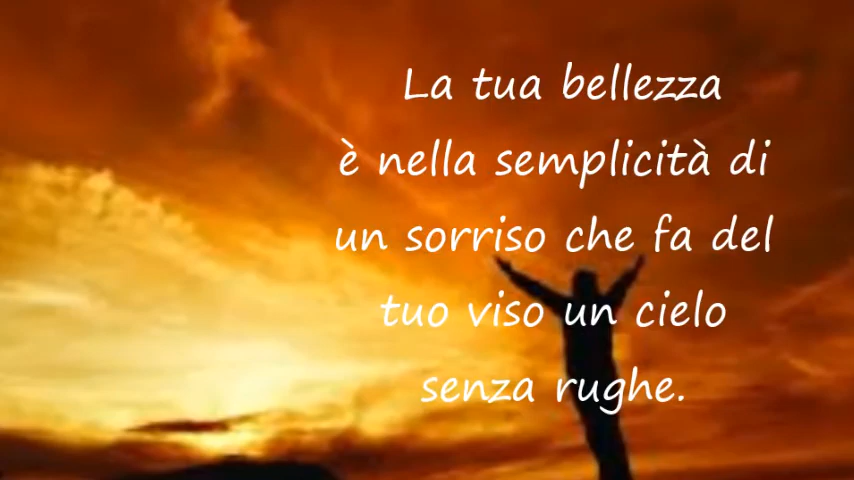 La tua bellezza
è nella semplicità di
un sorriso che fa del
tuo viso un cielo
senza rughe.